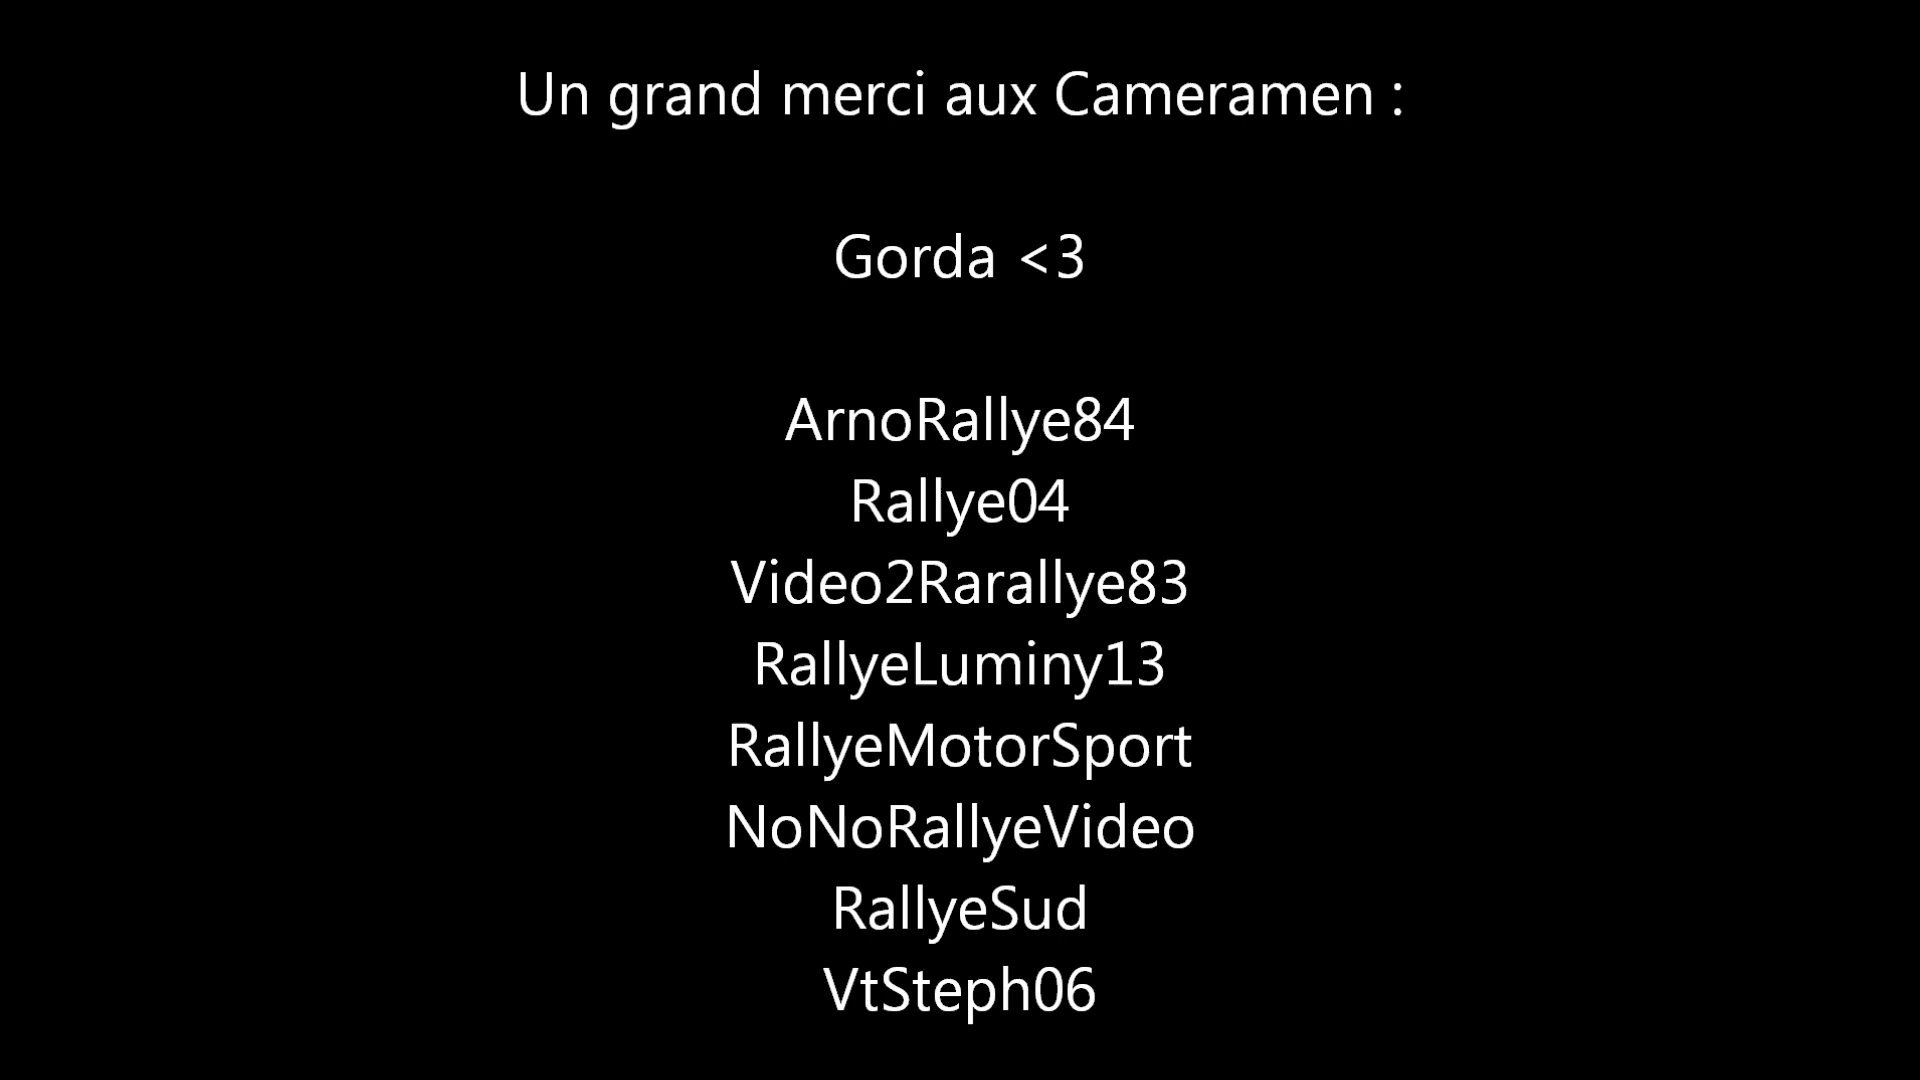 Un grand merci aux Cameramen :
Gorda <3
ArnoRallye84
Rallye04
Video2Rarallye83
RallyeLuminy13
RallyeMotorSport
NoNoRallyeVideo
RallyeSud
VtSteph06